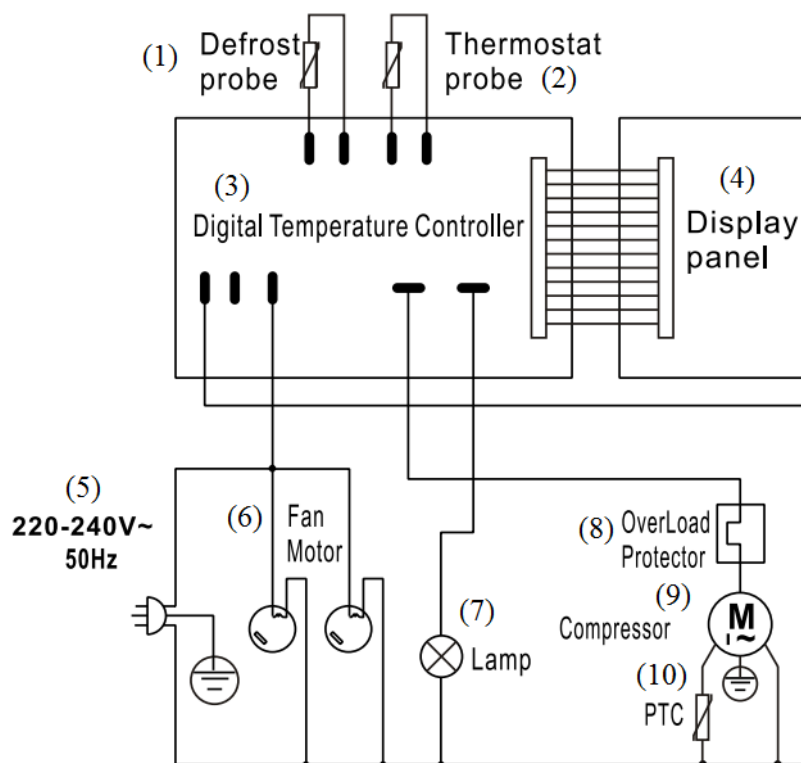 (1) Defrost
probe
Thermostat
probe (2)
(3)
Digital Temperature Controller
(4)
Display
panel
(5)
220-240V~
50Hz
(6) Fan
Motor
(7)
Lamp
(8) OverLoad
Protector
(9)
Compressor
M
I~
(10)
PTC